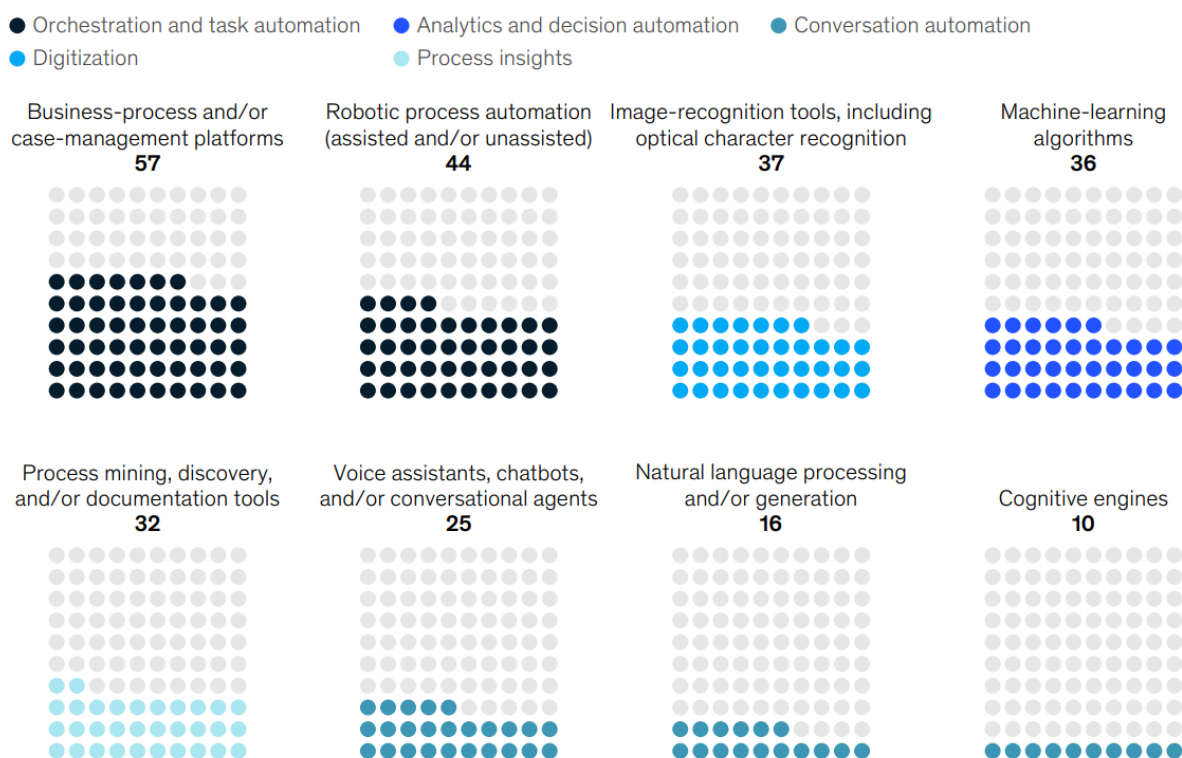 Orchestration and task automation
Analytics and decision automation
Conversation automation
Digitization
Process insights
Business-process and/or
case-management platforms
57
Robotic process automation
(assisted and/or unassisted)
44
Image-recognition tools, including
optical character recognition
37
Machine-learning
algorithms
36
Process mining, discovery,
and/or documentation tools
32
Voice assistants, chatbots,
and/or conversational agents
25
Natural language processing
and/or generation
16
Cognitive engines
10